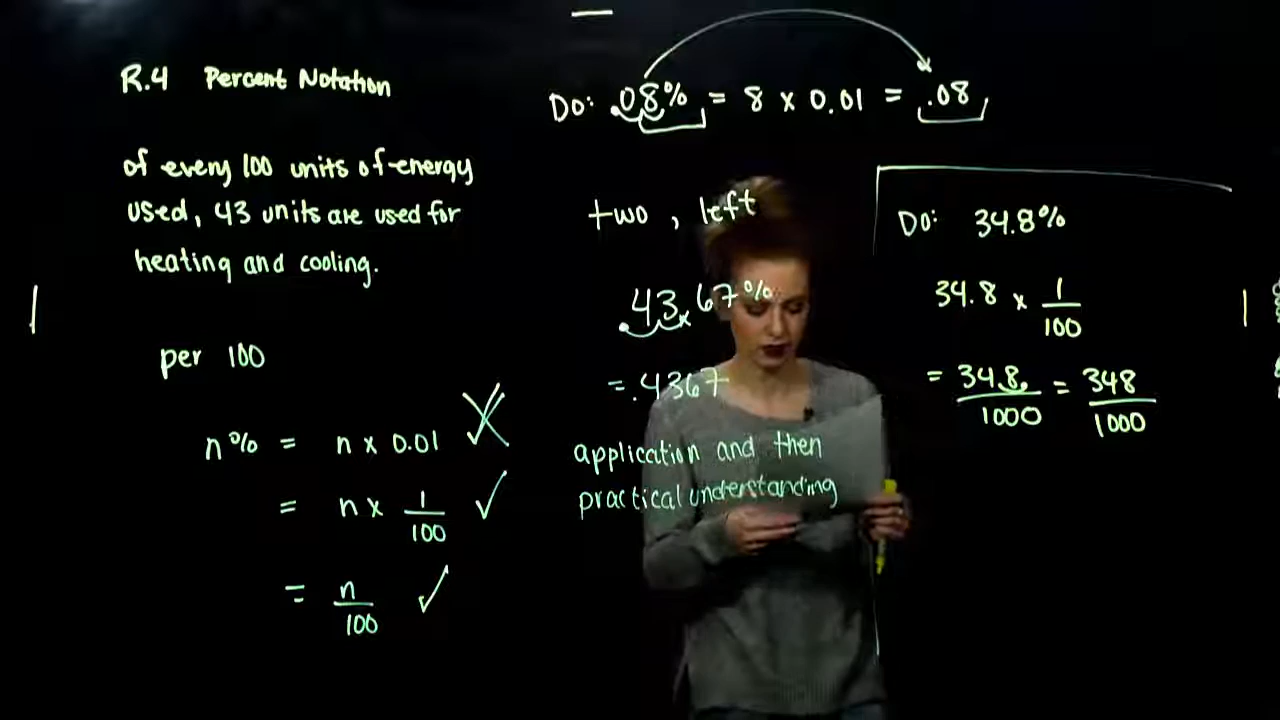 R.4 Percent Notation
of every 100 units of energy
used, 43 units are used for
heating and cooling.
per 100
n% = n x 0.01
= n x 1/100 ✓
= n/100 ✓
Do: .08% = 8 x 0.01 = .08
two, left
.43x67%
= .4367
application and then
practical understanding
Do: 34.8%
34.8 x 1/100
= 34.8./1000 = 348/1000